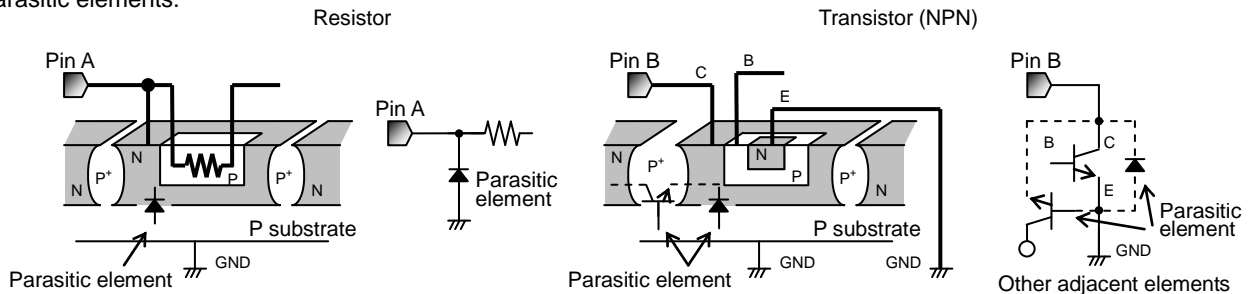 arasitic elements.
Resistor
Transistor (NPN)
Pin A
N
P+
N
P
P+
N
Parasitic element
P substrate
GND
Pin A
Parasitic
element
Pin B
C
B
E
N
P+
N
N
P
P+
N
Parasitic element
P substrate
GND
GND
Pin B
B
C
E
Parasitic
element
GND
Other adjacent elements